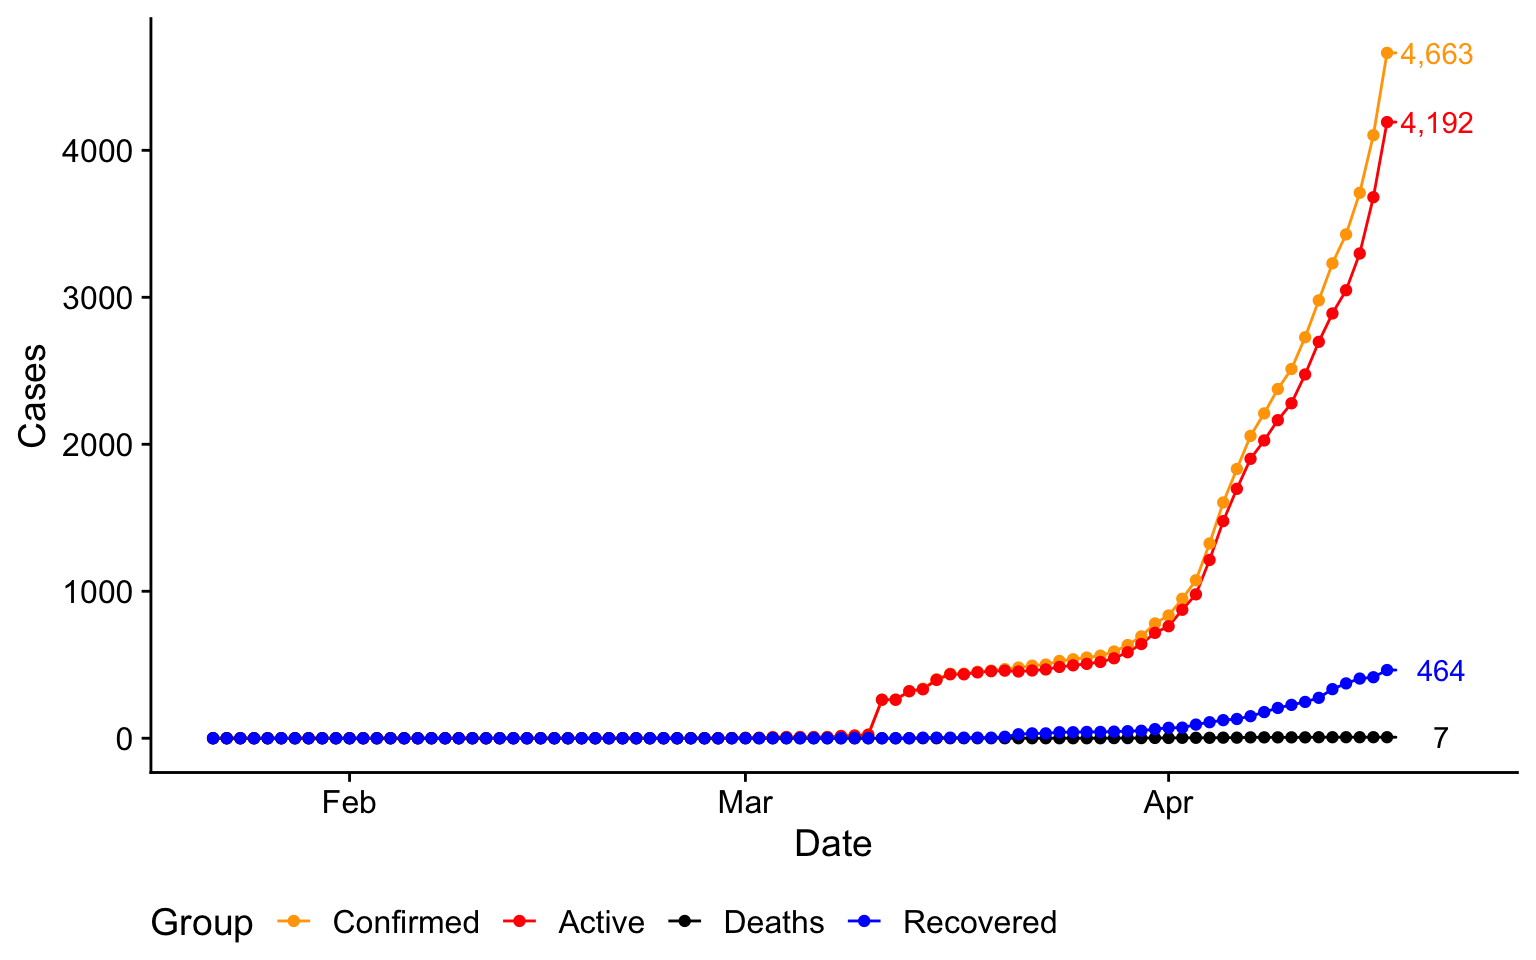 4,663
4,192
4000
3000
2000
1000
0
Cases
464
7
Feb Mar Apr
Date
Group Confirmed Active Deaths Recovered